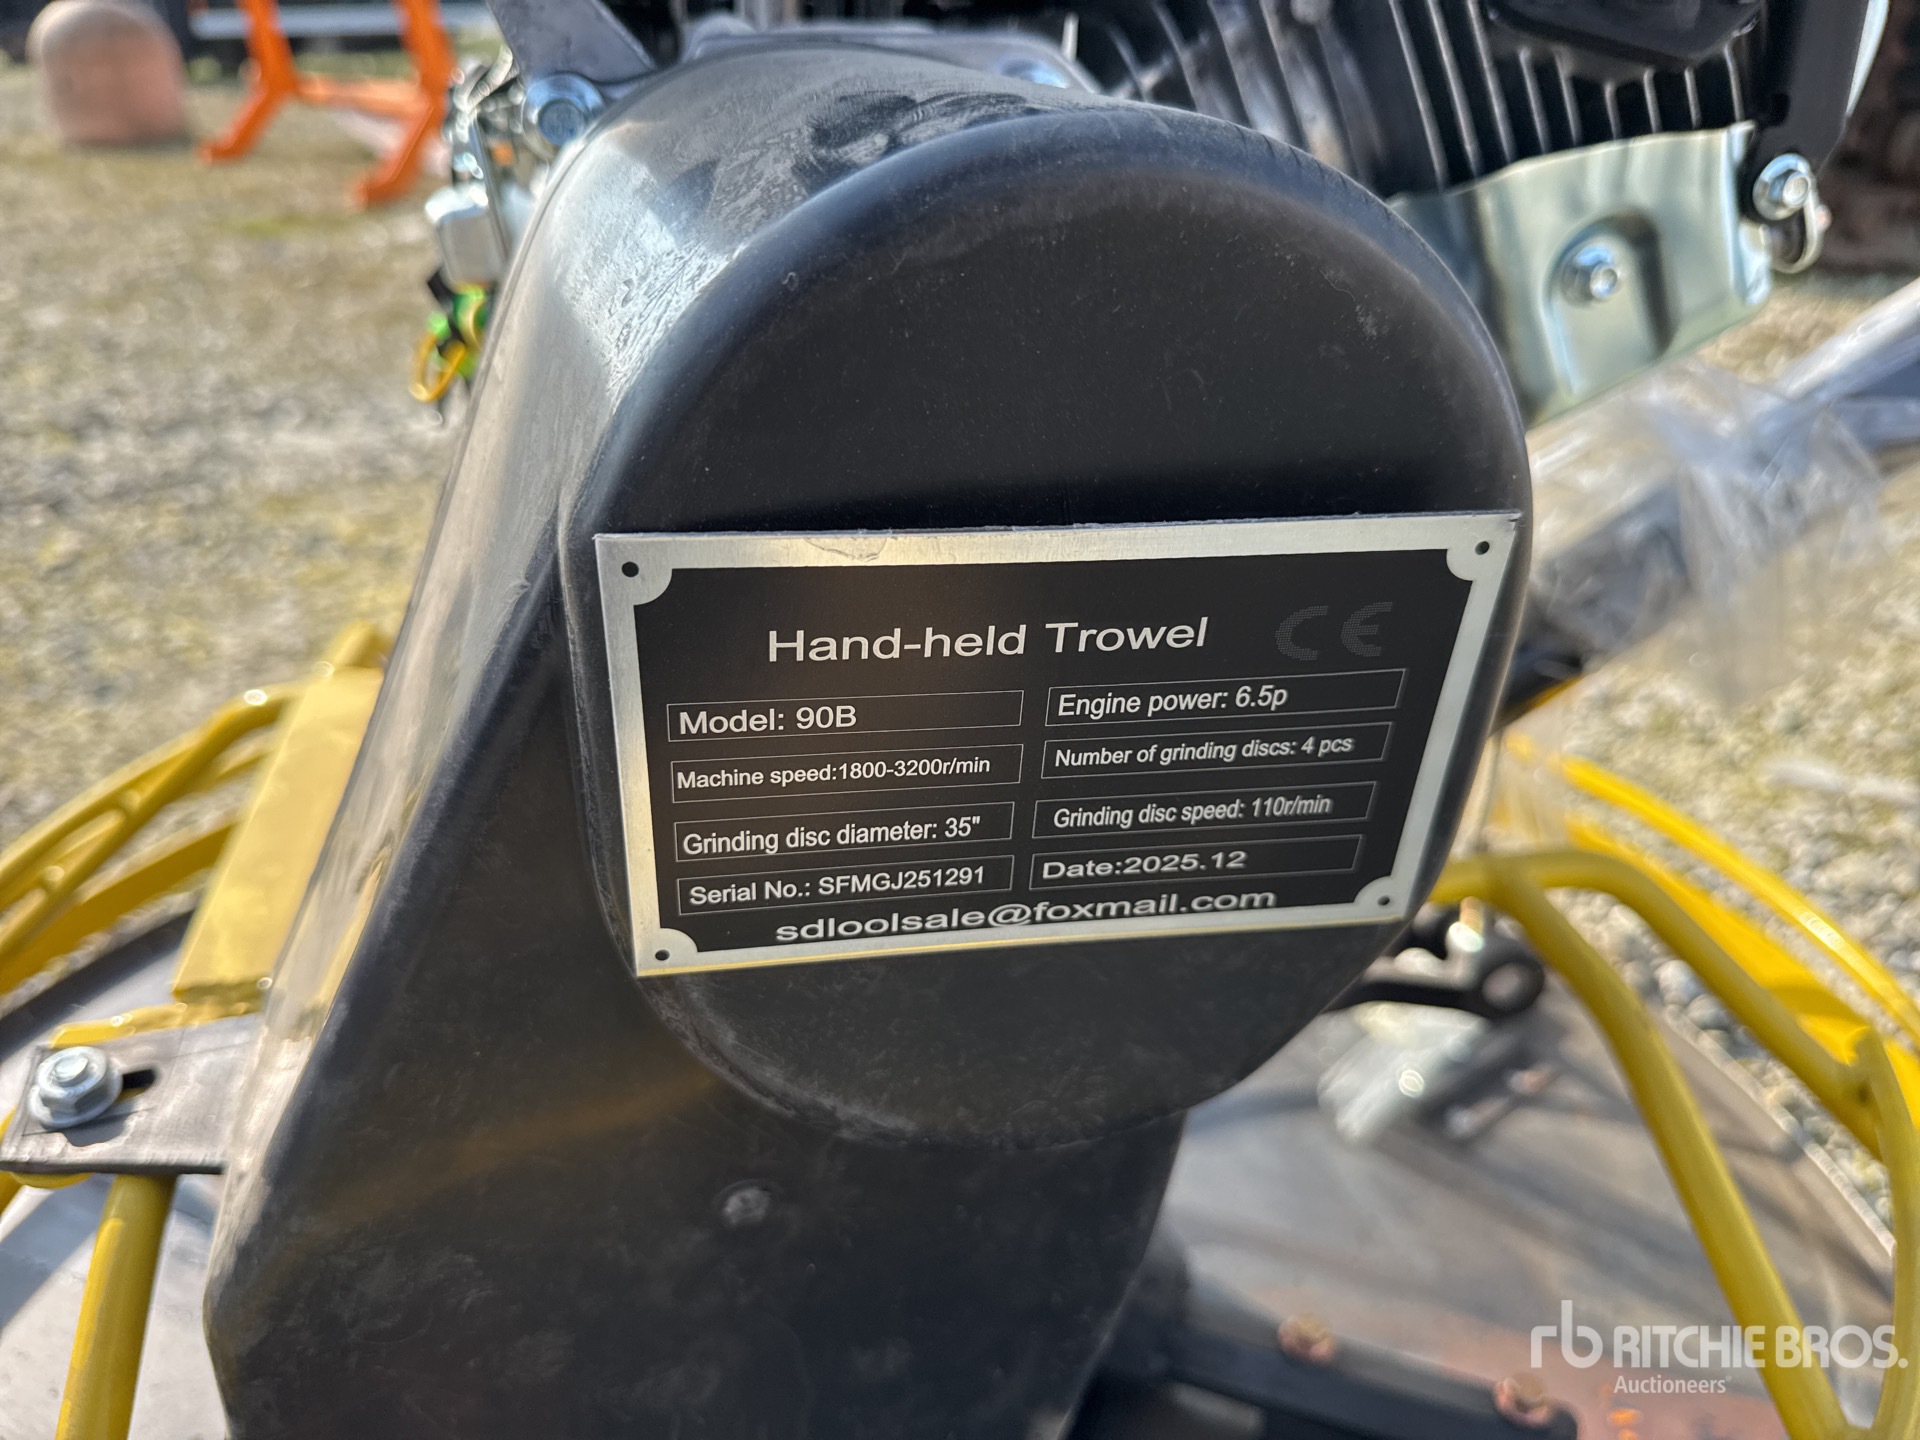 Hand-held Trowel CE
Model: 90B
Engine power: 6.5p
Machine speed:1800-3200r/min
Number of grinding discs: 4 pcs
Grinding disc diameter: 35"
Grinding disc speed: 110r/min
Serial No.: SFMGJ251291
Date:2025.12
sdloolsale@foxmail.com
rb RITCHIE BROS.
Auctioneers